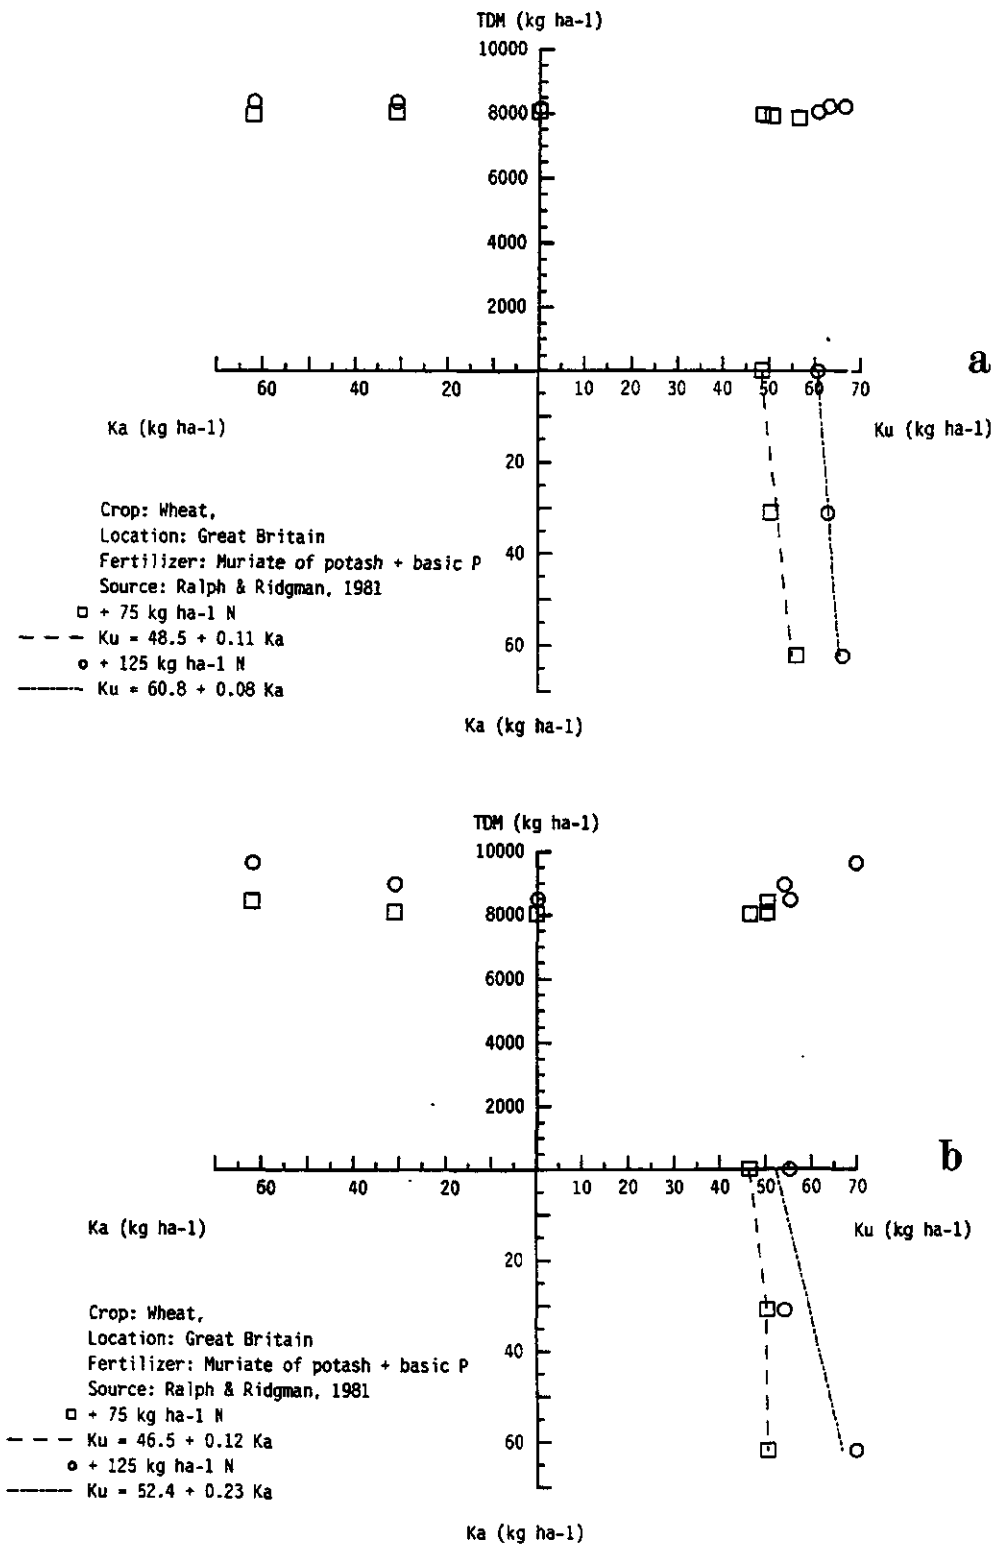 TDM (kg ha-1)
10000
8000
6000
4000
2000
60
40
20
10
20
30
40
50
60
70
a
Ka (kg ha-1)
Ku (kg ha-1)
20
40
60
Crop: Wheat,
Location: Great Britain
Fertilizer: Muriate of potash + basic P
Source: Ralph & Ridgman, 1981
+ 75 kg ha-1 N
Ku = 48.5 + 0.11 Ka
+ 125 kg ha-1 N
Ku = 60.8 + 0.08 Ka
Ka (kg ha-1)
TDM (kg ha-1)
10000
8000
6000
4000
2000
60
40
20
10
20
30
40
50
60
70
b
Ka (kg ha-1)
Ku (kg ha-1)
20
40
60
Crop: Wheat,
Location: Great Britain
Fertilizer: Muriate of potash + basic P
Source: Ralph & Ridgman, 1981
+ 75 kg ha-1 N
Ku = 46.5 + 0.12 Ka
+ 125 kg ha-1 N
Ku = 52.4 + 0.23 Ka
Ka (kg ha-1)